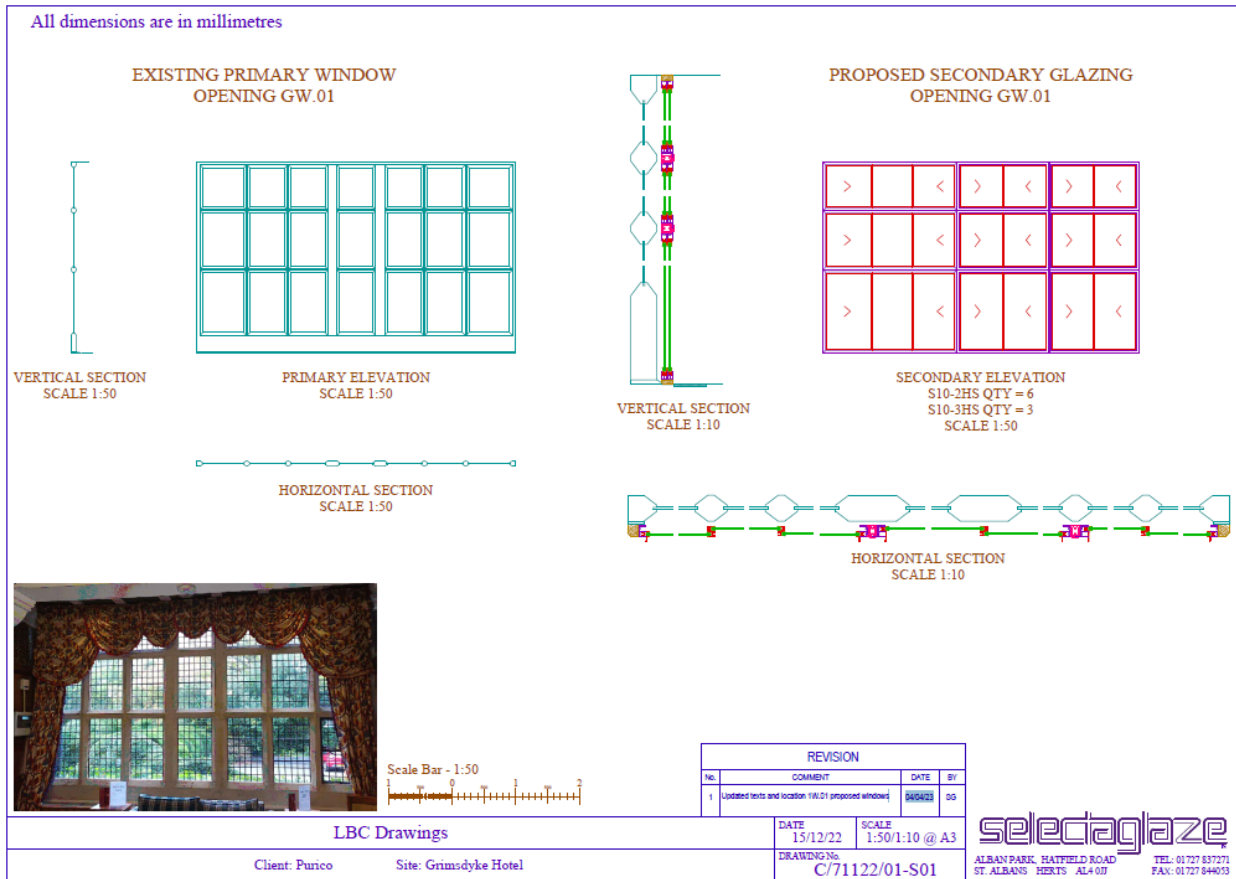 All dimensions are in millimetres
EXISTING PRIMARY WINDOW
OPENING GW.01
PROPOSED SECONDARY GLAZING
OPENING GW.01
VERTICAL SECTION
SCALE 1:50
PRIMARY ELEVATION
SCALE 1:50
VERTICAL SECTION
SCALE 1:10
SECONDARY ELEVATION
S10-2HS QTY = 6
S10-3HS QTY = 3
SCALE 1:50
HORIZONTAL SECTION
SCALE 1:50
HORIZONTAL SECTION
SCALE 1:10
Scale Bar - 1:50
1 0 1 2
REVISION
No. COMMENT DATE BY
1 Updated texts and location 1W.01 proposed windows 04/04/23 DG
LBC Drawings
DATE
15/12/22
SCALE
1:50/1:10 @ A3
Client: Purico Site: Grimsdyke Hotel
DRAWING No.
C/71122/01-S01
selectaglaze
ALBAN PARK, HATFIELD ROAD
ST. ALBANS HERTS AL4 0JJ
TEL: 01727 837271
FAX: 01727 844053